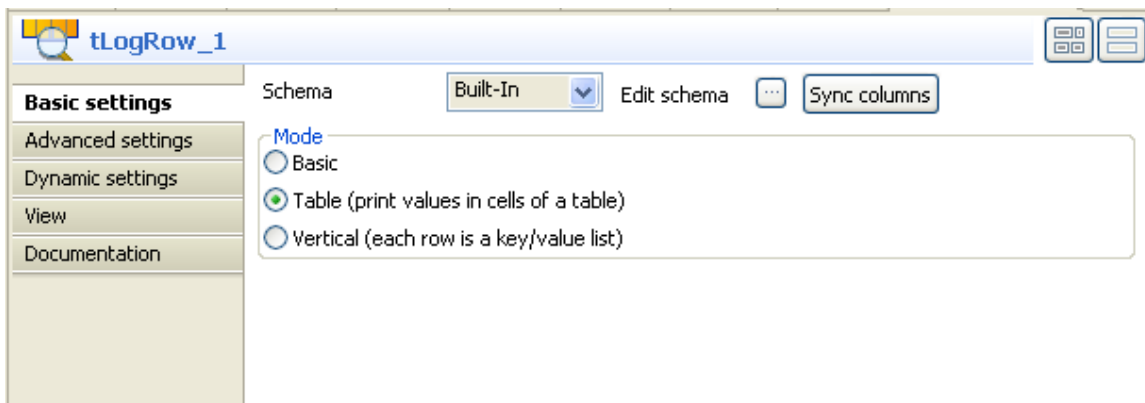 tLogRow_1
Basic settings
Advanced settings
Dynamic settings
View
Documentation
Schema Built-In Edit schema ... Sync columns
Mode
Basic
Table (print values in cells of a table)
Vertical (each row is a key/value list)